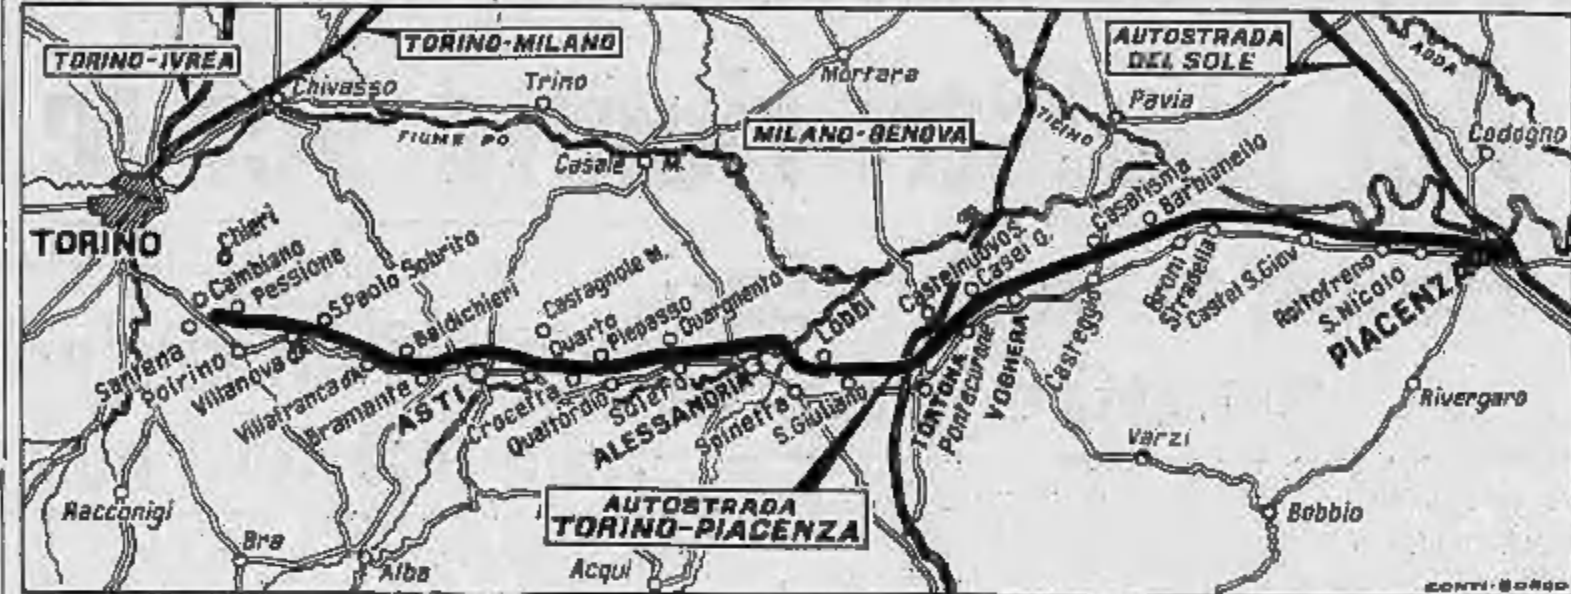 TORINO-IVREA
TORINO-MILANO
AUTOSTRADA
DEL SOLE
ADDA
Chivasso
Trino
Mortara
Pavia
FIUME PO
MILANO-GENOVA
TICINO
Codogno
Casale M.
TORINO
Chieri
Cambiano
Pessione
S.Paolo Solbrito
Baldichieri
Castagnole M.
Quarto
Piepasso
Quargnento
Lobbi
Castelnuovo S.
Casei G.
Casatisma
Barbianello
Santena
Poirino
Villanova d'A.
Villafranca d'A.
Bramante
ASTI
Crocetta
Quattordio
Solero
ALESSANDRIA
Spinetta
S.Giuliano
TORTONA
Pontecurone
VOGHERA
Casteggio
Broni
Stradella
Castel S.Giov.
Rottofreno
S.Nicolo
PIACENZ
Rivergaro
Varzi
Bobbio
Racconigi
Bra
Alba
Acqui
AUTOSTRADA
TORINO-PIACENZA